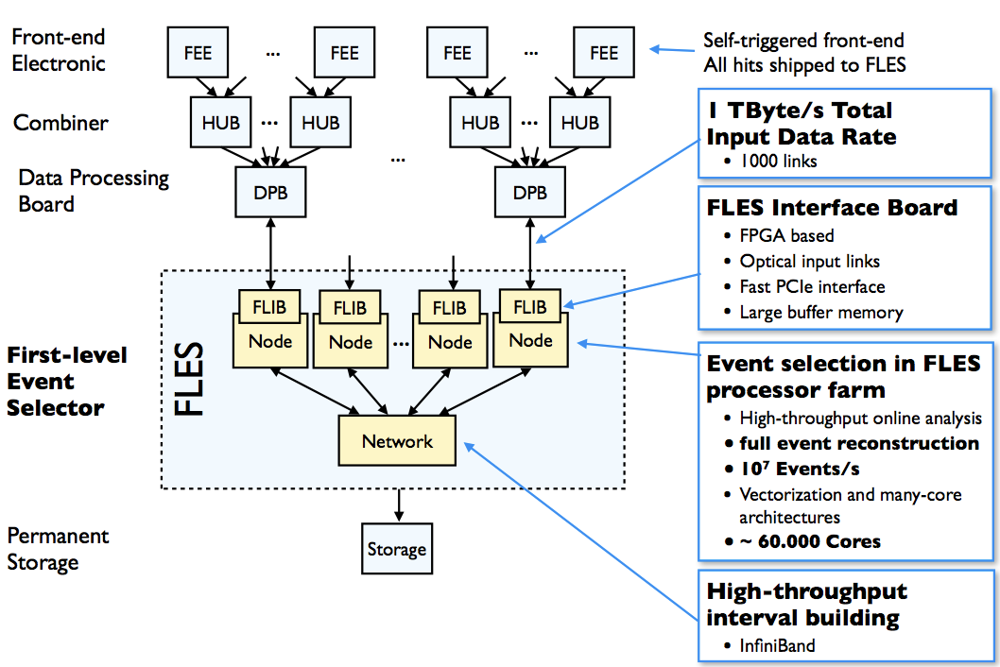 Front-end
Electronic
FEE
...
FEE
FEE
...
FEE
Self-triggered front-end
All hits shipped to FLES
Combiner
HUB
...
HUB
HUB
...
HUB
1 TByte/s Total
Input Data Rate
• 1000 links
...
Data Processing
Board
DPB
DPB
FLES Interface Board
• FPGA based
• Optical input links
• Fast PCIe interface
• Large buffer memory
First-level
Event
Selector
FLES
FLIB
FLIB
FLIB
FLIB
Node
Node
...
Node
Node
Network
Event selection in FLES
processor farm
• High-throughput online analysis
• full event reconstruction
• 10⁷ Events/s
• Vectorization and many-core
architectures
• ~ 60.000 Cores
Permanent
Storage
Storage
High-throughput
interval building
• InfiniBand